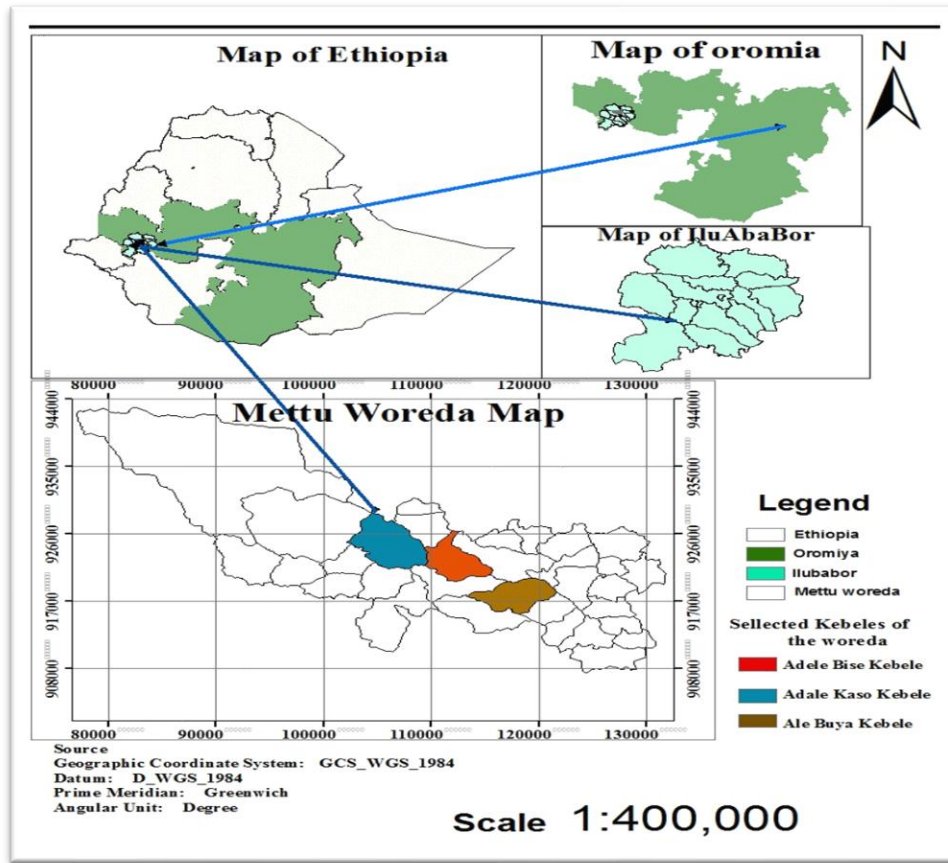 Map of Ethiopia
Map of oromia
N
Map of IluAbaBor
80000 90000 100000 110000 120000 130000
Mettu Woreda Map
944000
935000
926000
917000
908000
944000
935000
926000
917000
908000
80000 90000 100000 110000 120000 130000
Legend
Ethiopia
Oromiya
Ilubabor
Mettu woreda
Sellected Kebeles of
the woreda
Adele Bise Kebele
Adale Kaso Kebele
Ale Buya Kebele
Source
Geographic Coordinate System: GCS_WGS_1984
Datum: D_WGS_1984
Prime Meridian: Greenwich
Angular Unit: Degree
Scale 1:400,000